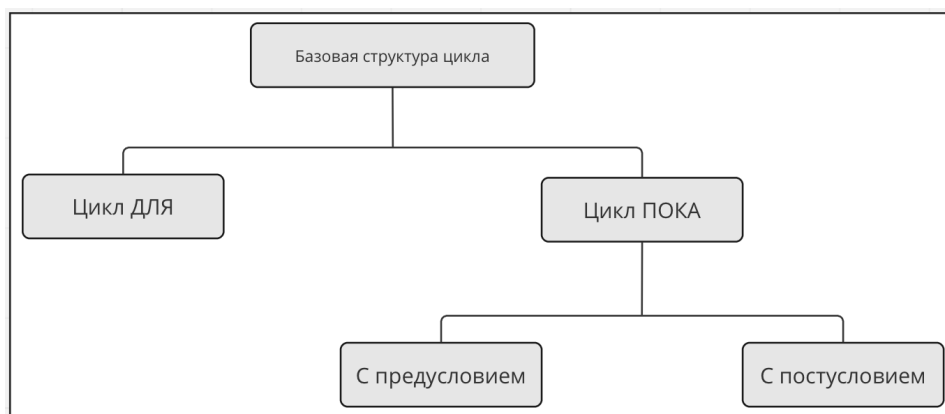 Базовая структура цикла
Цикл ДЛЯ
Цикл ПОКА
С предусловием
С постусловием